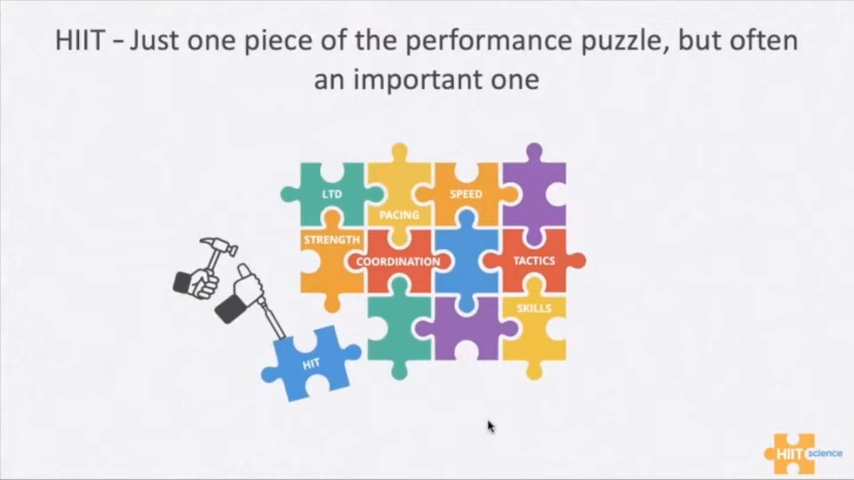 HIIT – Just one piece of the performance puzzle, but often
an important one
LTD
PACING
SPEED
STRENGTH
COORDINATION
TACTICS
SKILLS
HIT
HIIT science